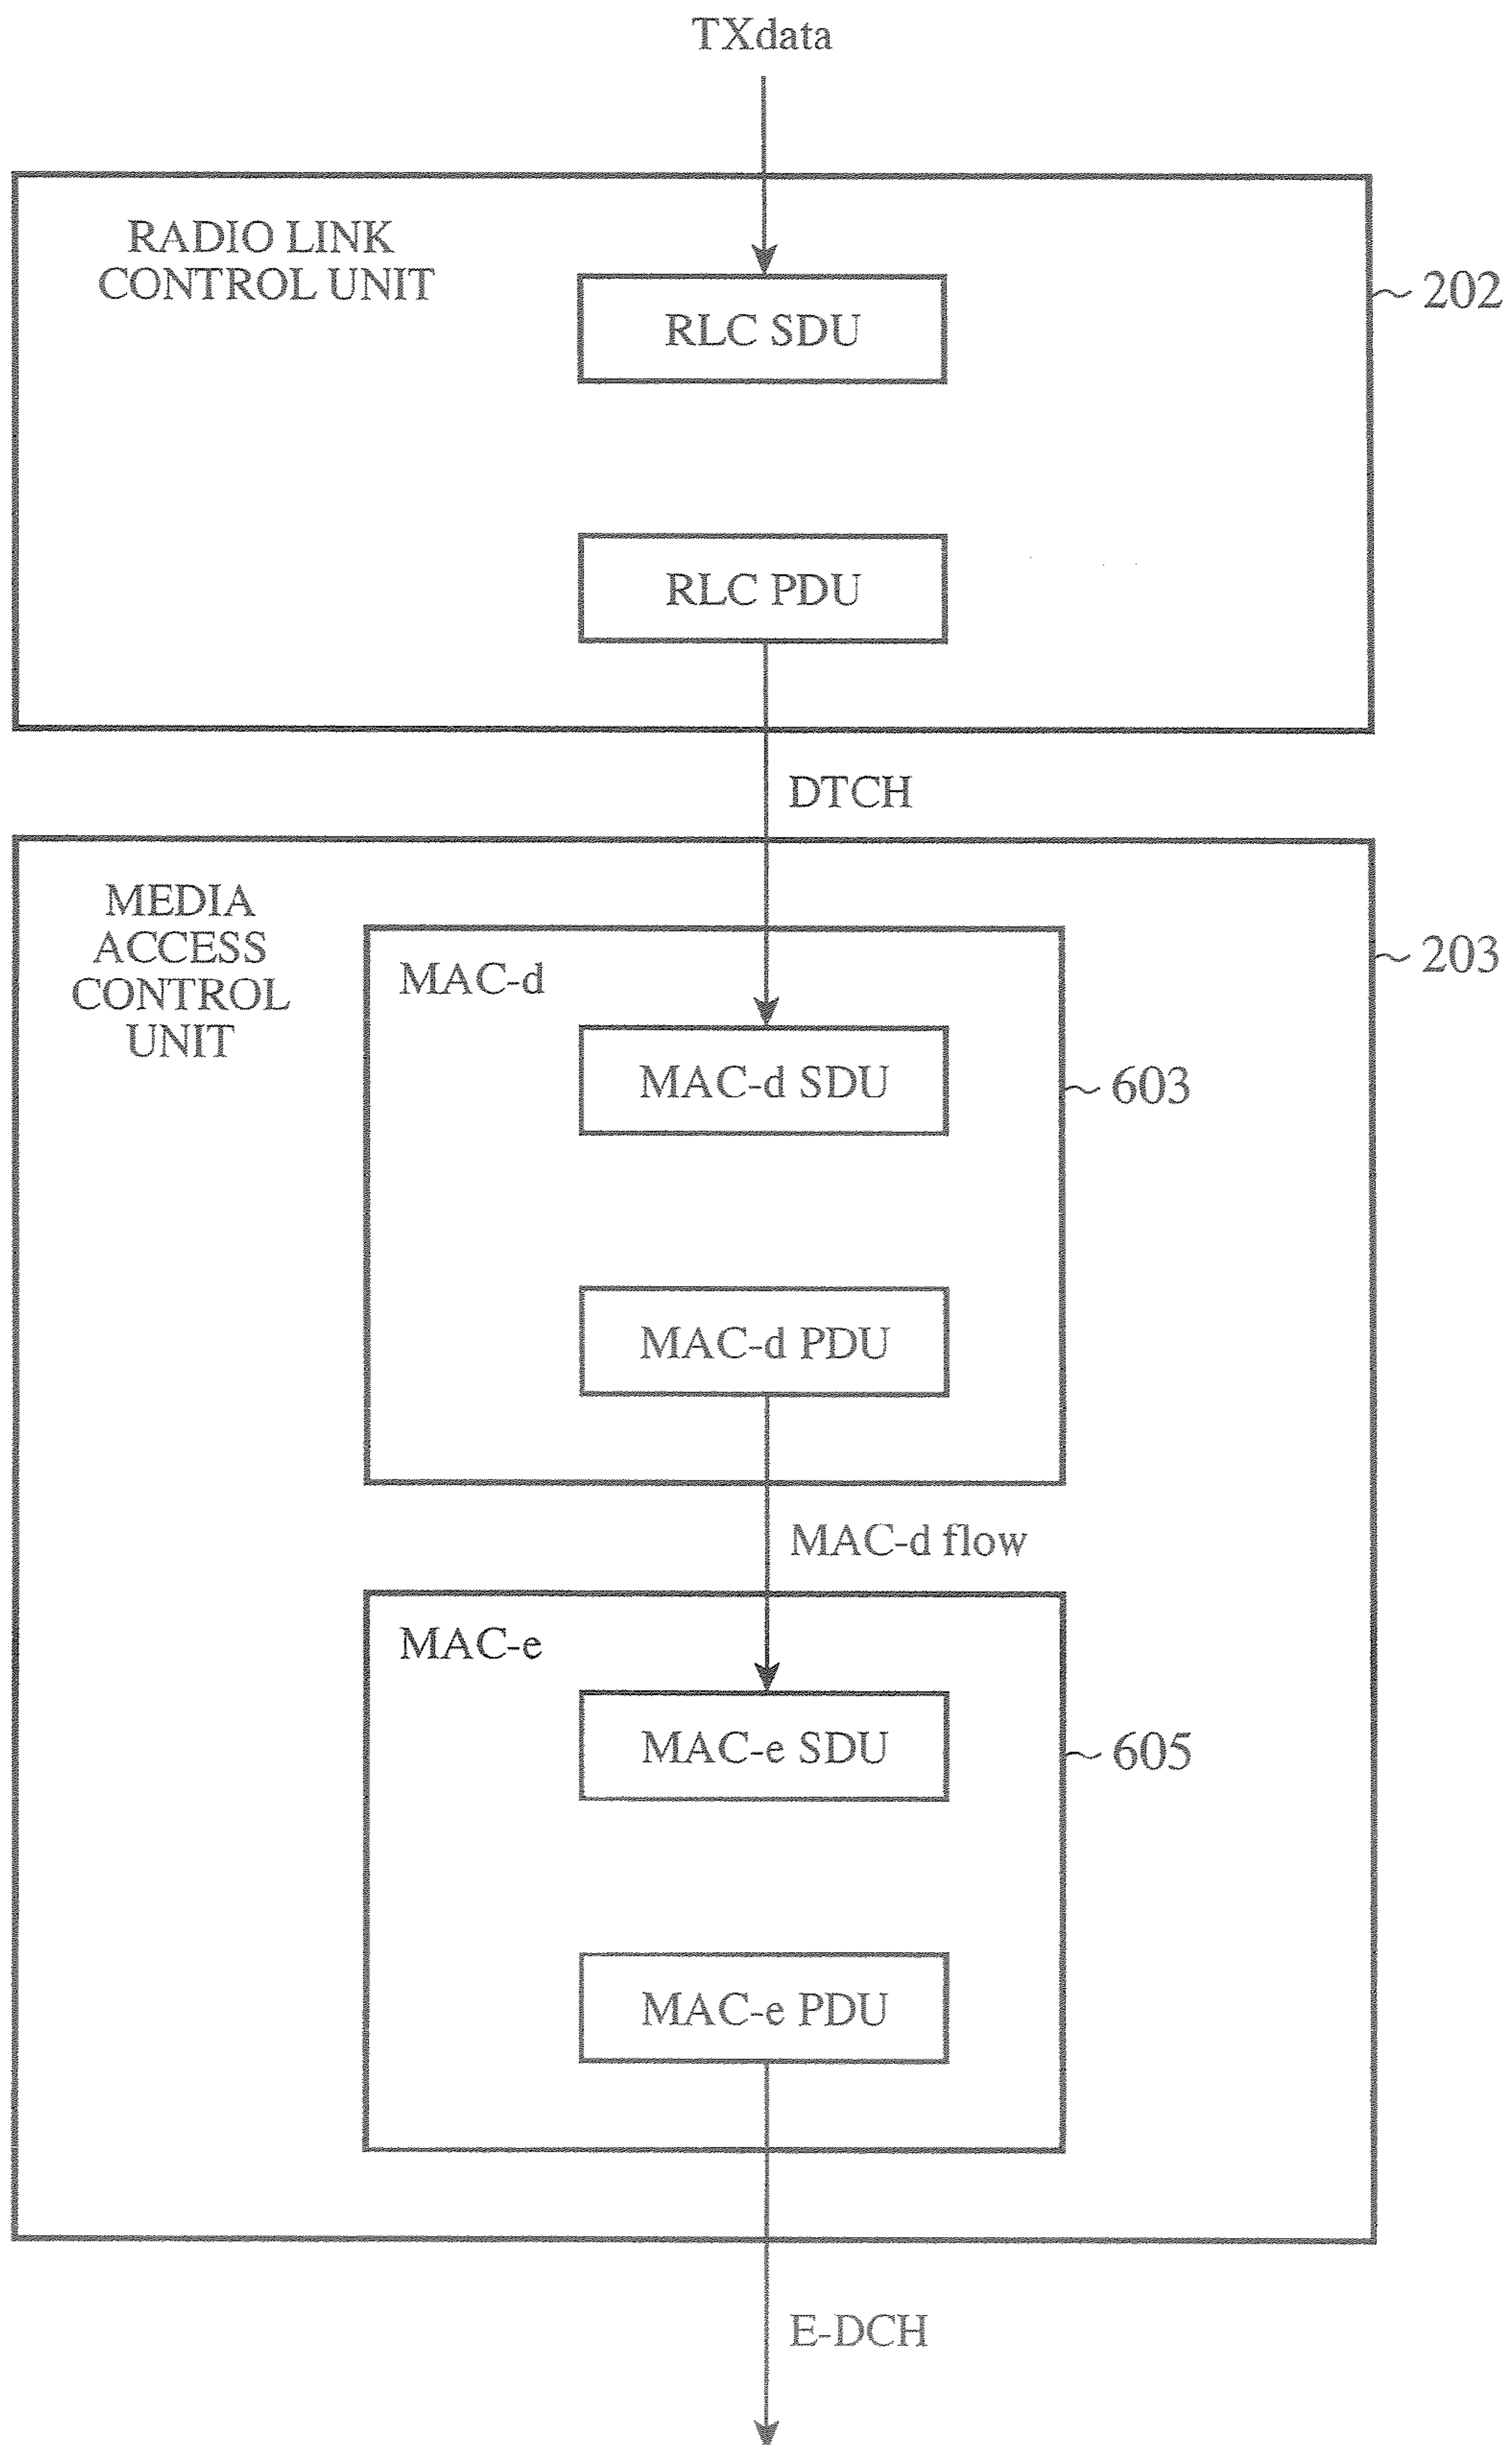 TXdata
RADIO LINK
CONTROL UNIT
202
RLC SDU
RLC PDU
DTCH
MEDIA
ACCESS
CONTROL
UNIT
203
MAC-d
MAC-d SDU
603
MAC-d PDU
MAC-d flow
MAC-e
MAC-e SDU
605
MAC-e PDU
E-DCH